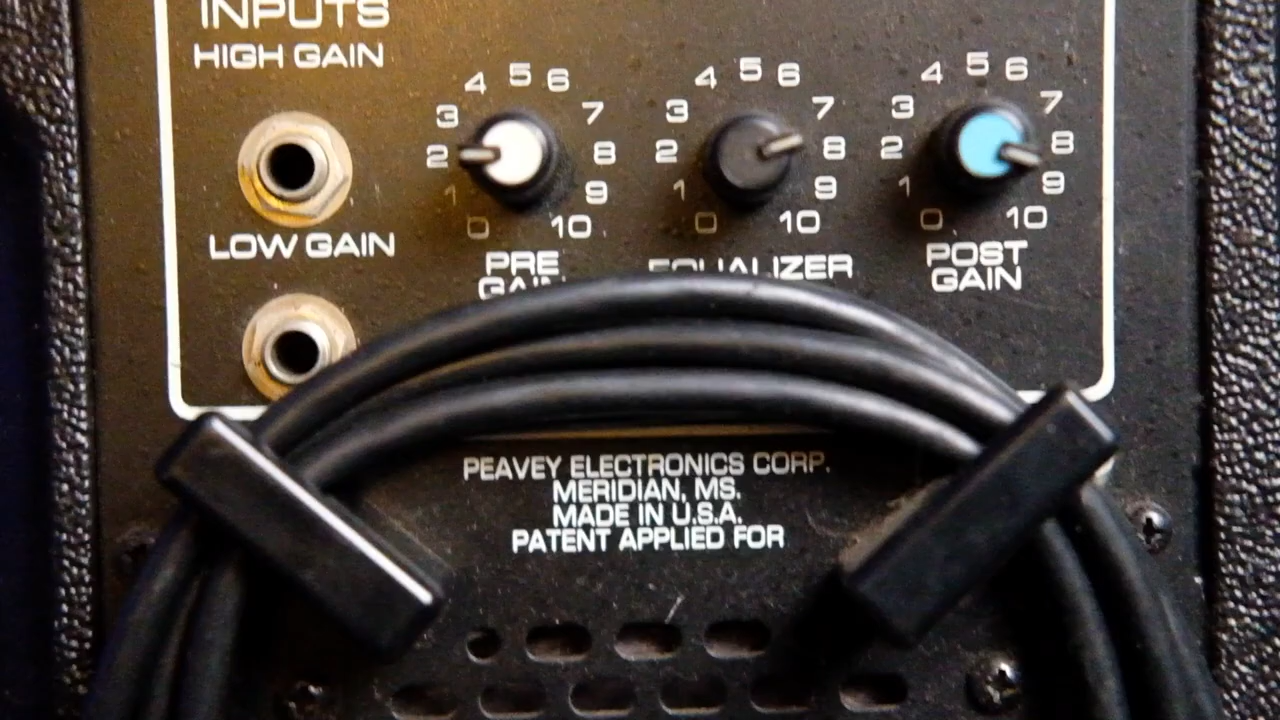 INPUTS
HIGH GAIN
LOW GAIN
0 1 2 3 4 5 6 7 8 9 10
PRE
GAIN
0 1 2 3 4 5 6 7 8 9 10
EQUALIZER
0 1 2 3 4 5 6 7 8 9 10
POST
GAIN
PEAVEY ELECTRONICS CORP.
MERIDIAN, MS.
MADE IN U.S.A.
PATENT APPLIED FOR